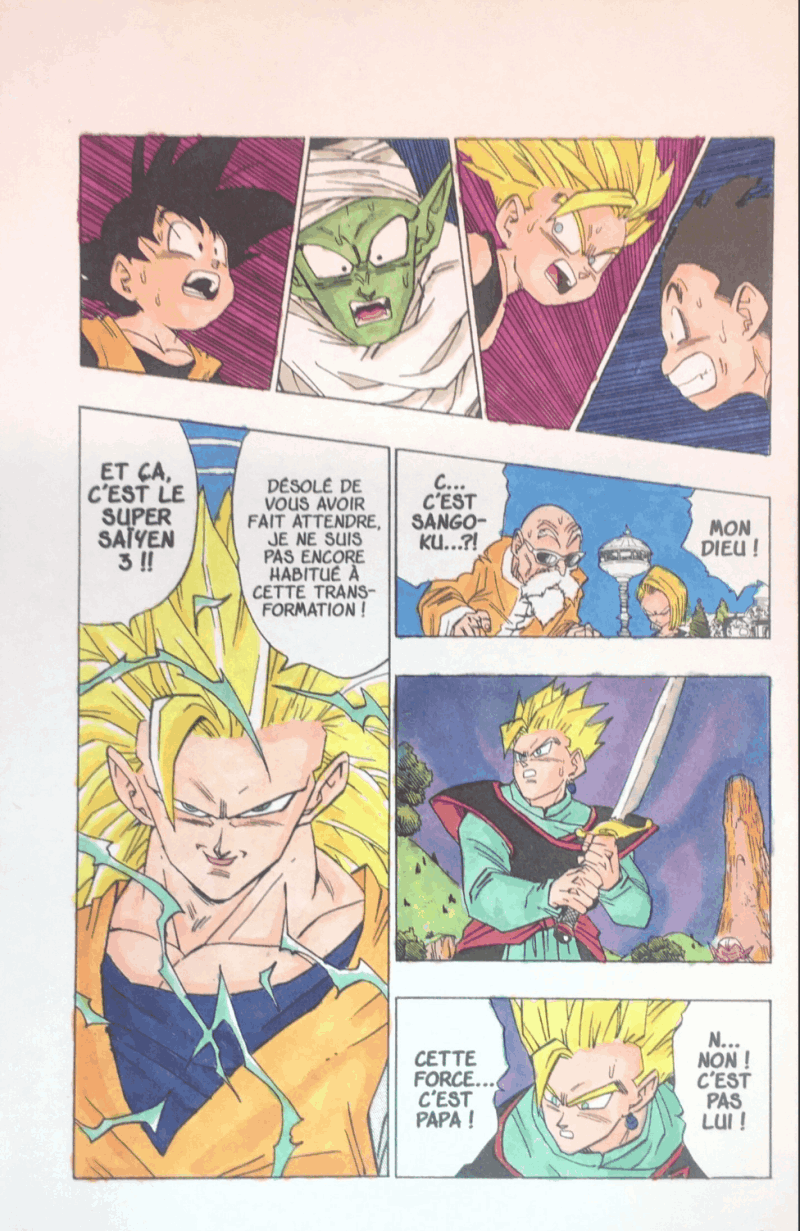 ET ÇA,
C'EST LE
SUPER
SAÏYEN
3 !!
DÉSOLÉ DE
VOUS AVOIR
FAIT ATTENDRE,
JE NE SUIS
PAS ENCORE
HABITUÉ À
CETTE TRANS-
FORMATION !
C...
C'EST
SANGO-
KU...?!
MON
DIEU !
CETTE
FORCE...
C'EST
PAPA !
N...
NON !
C'EST
PAS
LUI !